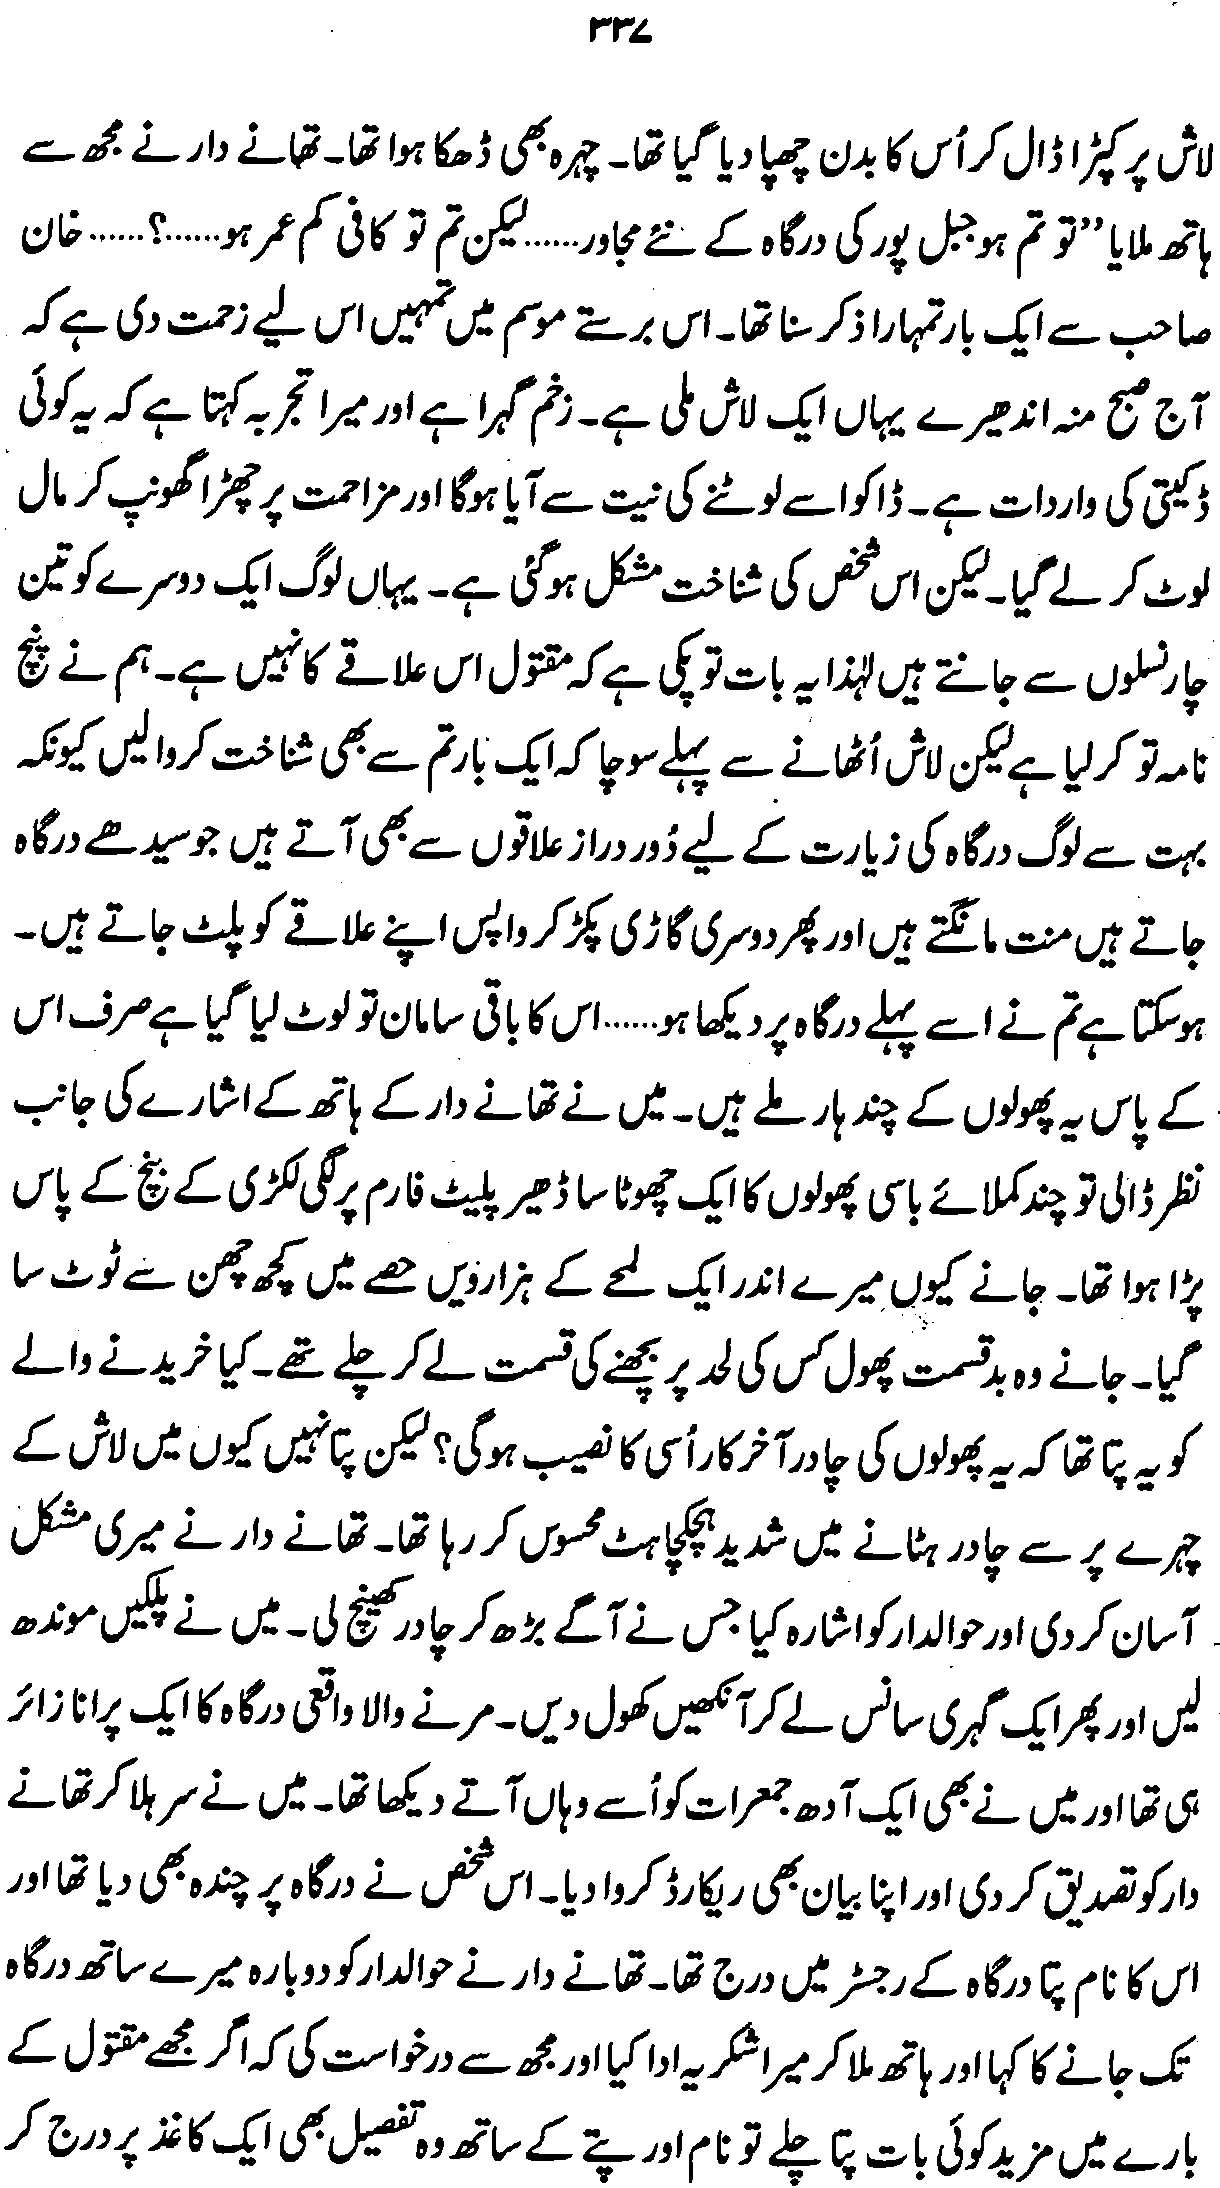 ۳۳۷
لاش پر کپڑا ڈال کر اُس کا بدن چھپا دیا گیا تھا۔ چہرہ بھی ڈھکا ہوا تھا۔ تھانے دار نے مجھ سے
ہاتھ ملایا ”تو تم ہو جبل پور کی درگاہ کے نئے مجاور……لیکن تم تو کافی کم عمر ہو……؟……خان
صاحب سے ایک بار تمہارا ذکر سنا تھا۔ اس برستے موسم میں تمہیں اس لیے زحمت دی ہے کہ
آج صبح منہ اندھیرے یہاں ایک لاش ملی ہے۔ زخم گہرا ہے اور میرا تجربہ کہتا ہے کہ یہ کوئی
ڈکیتی کی واردات ہے۔ ڈاکو اسے لوٹنے کی نیت سے آیا ہوگا اور مزاحمت پر چھڑا گھونپ کر مال
لوٹ کر لے گیا۔ لیکن اس شخص کی شناخت مشکل ہوگئی ہے۔ یہاں لوگ ایک دوسرے کو تین
چار نسلوں سے جانتے ہیں لہٰذا یہ بات تو پکی ہے کہ مقتول اس علاقے کا نہیں ہے۔ ہم نے پنچ
نامہ تو کر لیا ہے لیکن لاش اُٹھانے سے پہلے سوچا کہ ایک بار تم سے بھی شناخت کروا لیں کیونکہ
بہت سے لوگ درگاہ کی زیارت کے لیے دُور دراز علاقوں سے بھی آتے ہیں جو سیدھے درگاہ
جاتے ہیں منت مانگتے ہیں اور پھر دوسری گاڑی پکڑ کر واپس اپنے علاقے کو پلٹ جاتے ہیں۔
ہوسکتا ہے تم نے اسے پہلے درگاہ پر دیکھا ہو……اس کا باقی سامان تو لوٹ لیا گیا ہے صرف اس
کے پاس یہ پھولوں کے چند ہار ملے ہیں۔ میں نے تھانے دار کے ہاتھ کے اشارے کی جانب
نظر ڈالی تو چند کملائے باسی پھولوں کا ایک چھوٹا سا ڈھیر پلیٹ فارم پر لگی لکڑی کے بنچ کے پاس
پڑا ہوا تھا۔ جانے کیوں میرے اندر ایک لمحے کے ہزارویں حصے میں کچھ چھن سے ٹوٹ سا
گیا۔ جانے وہ بد قسمت پھول کس کی لحد پر بچھنے کی قسمت لے کر چلے تھے۔ کیا خریدنے والے
کو یہ پتا تھا کہ یہ پھولوں کی چادر آخر کار اُسی کا نصیب ہوگی؟ لیکن پتا نہیں کیوں میں لاش کے
چہرے پر سے چادر ہٹانے میں شدید ہچکچاہٹ محسوس کر رہا تھا۔ تھانے دار نے میری مشکل
آسان کر دی اور حوالدار کو اشارہ کیا جس نے آگے بڑھ کر چادر کھینچ لی۔ میں نے پلکیں موندھ
لیں اور پھر ایک گہری سانس لے کر آنکھیں کھول دیں۔ مرنے والا واقعی درگاہ کا ایک پرانا زائر
ہی تھا اور میں نے بھی ایک آدھ جمعرات کو اُسے وہاں آتے دیکھا تھا۔ میں نے سر ہلا کر تھانے
دار کو تصدیق کر دی اور اپنا بیان بھی ریکارڈ کروا دیا۔ اس شخص نے درگاہ پر چندہ بھی دیا تھا اور
اس کا نام پتا درگاہ کے رجسٹر میں درج تھا۔ تھانے دار نے حوالدار کو دوبارہ میرے ساتھ درگاہ
تک جانے کا کہا اور ہاتھ ملا کر میرا شکریہ ادا کیا اور مجھ سے درخواست کی کہ اگر مجھے مقتول کے
بارے میں مزید کوئی بات پتا چلے تو نام اور پتے کے ساتھ وہ تفصیل بھی ایک کاغذ پر درج کر